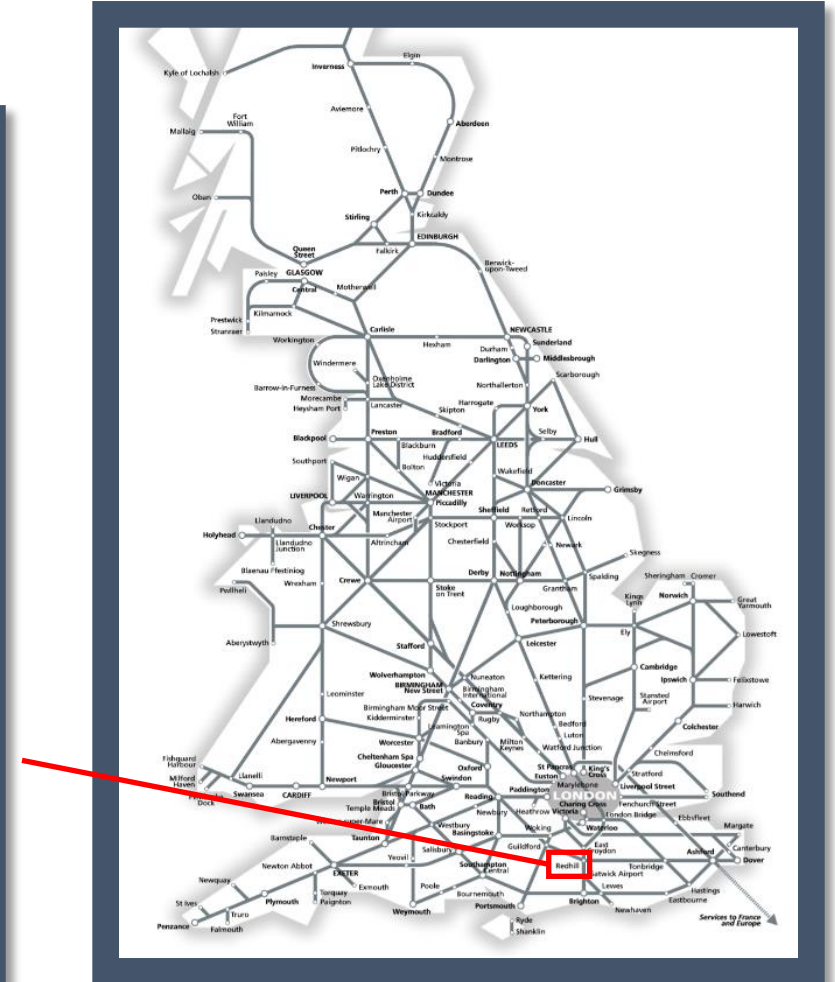 Kyle of Lochalsh
Inverness
Elgin
Aviemore
Aberdeen
Fort
William
Mallaig
Pitlochry
Montrose
Perth
Dundee
Oban
Stirling
Kirkcaldy
EDINBURGH
Queen
Street
Falkirk
Berwick-
upon-Tweed
Paisley
GLASGOW
Central
Motherwell
Prestwick
Kilmarnock
Stranraer
Carlisle
NEWCASTLE
Sunderland
Workington
Hexham
Durham
Darlington
Middlesbrough
Windermere
Scarborough
Oxenholme
Lake District
Northallerton
Barrow-in-Furness
Morecambe
Heysham Port
Lancaster
Skipton
Harrogate
York
Blackpool
Preston
Bradford
Selby
Hull
Blackburn
LEEDS
Southport
Bolton
Huddersfield
Wakefield
Wigan
Victoria
Doncaster
Grimsby
LIVERPOOL
Warrington
MANCHESTER
Piccadilly
Llandudno
Chester
Manchester
Airport
Stockport
Sheffield
Retford
Worksop
Lincoln
Holyhead
Llandudno
Junction
Altrincham
Chesterfield
Newark
Skegness
Blaenau Ffestiniog
Wrexham
Crewe
Derby
Nottingham
Pwllheli
Stoke
on Trent
Grantham
Spalding
Sheringham
Cromer
Kings
Lynn
Norwich
Great
Yarmouth
Loughborough
Peterborough
Aberystwyth
Shrewsbury
Stafford
Leicester
Ely
Lowestoft
Wolverhampton
Nuneaton
Kettering
Cambridge
BIRMINGHAM
New Street
Birmingham
International
Ipswich
Felixstowe
Leominster
Birmingham Moor Street
Coventry
Stevenage
Stansted
Airport
Kidderminster
Rugby
Northampton
Harwich
Hereford
Leamington
Spa
Bedford
Colchester
Abergavenny
Worcester
Banbury
Milton
Keynes
Luton
Watford Junction
Chelmsford
Fishguard
Harbour
Cheltenham Spa
Gloucester
Oxford
St Pancras
Euston
King's
Cross
Stratford
Milford
Haven
Llanelli
Newport
Swindon
Marylebone
Liverpool Street
Dock
Swansea
CARDIFF
Bristol Parkway
Reading
Paddington
LONDON
Southend
Bristol
Temple Meads
Bath
Charing Cross
Fenchurch Street
Newbury
Heathrow
Victoria
London Bridge
Ebbsfleet
Westbury
Basingstoke
Woking
Waterloo
Margate
Barnstaple
Taunton
Salisbury
Guildford
East
Croydon
Canterbury
Newton Abbot
Yeovil
Southampton
Central
Redhill
Tonbridge
Ashford
Dover
EXETER
Gatwick Airport
Newquay
Exmouth
Poole
Lewes
Hastings
St Ives
Torquay
Paignton
Bournemouth
Eastbourne
Plymouth
Weymouth
Portsmouth
Brighton
Newhaven
Truro
Penzance
Falmouth
Ryde
Shanklin
Services to France
and Europe